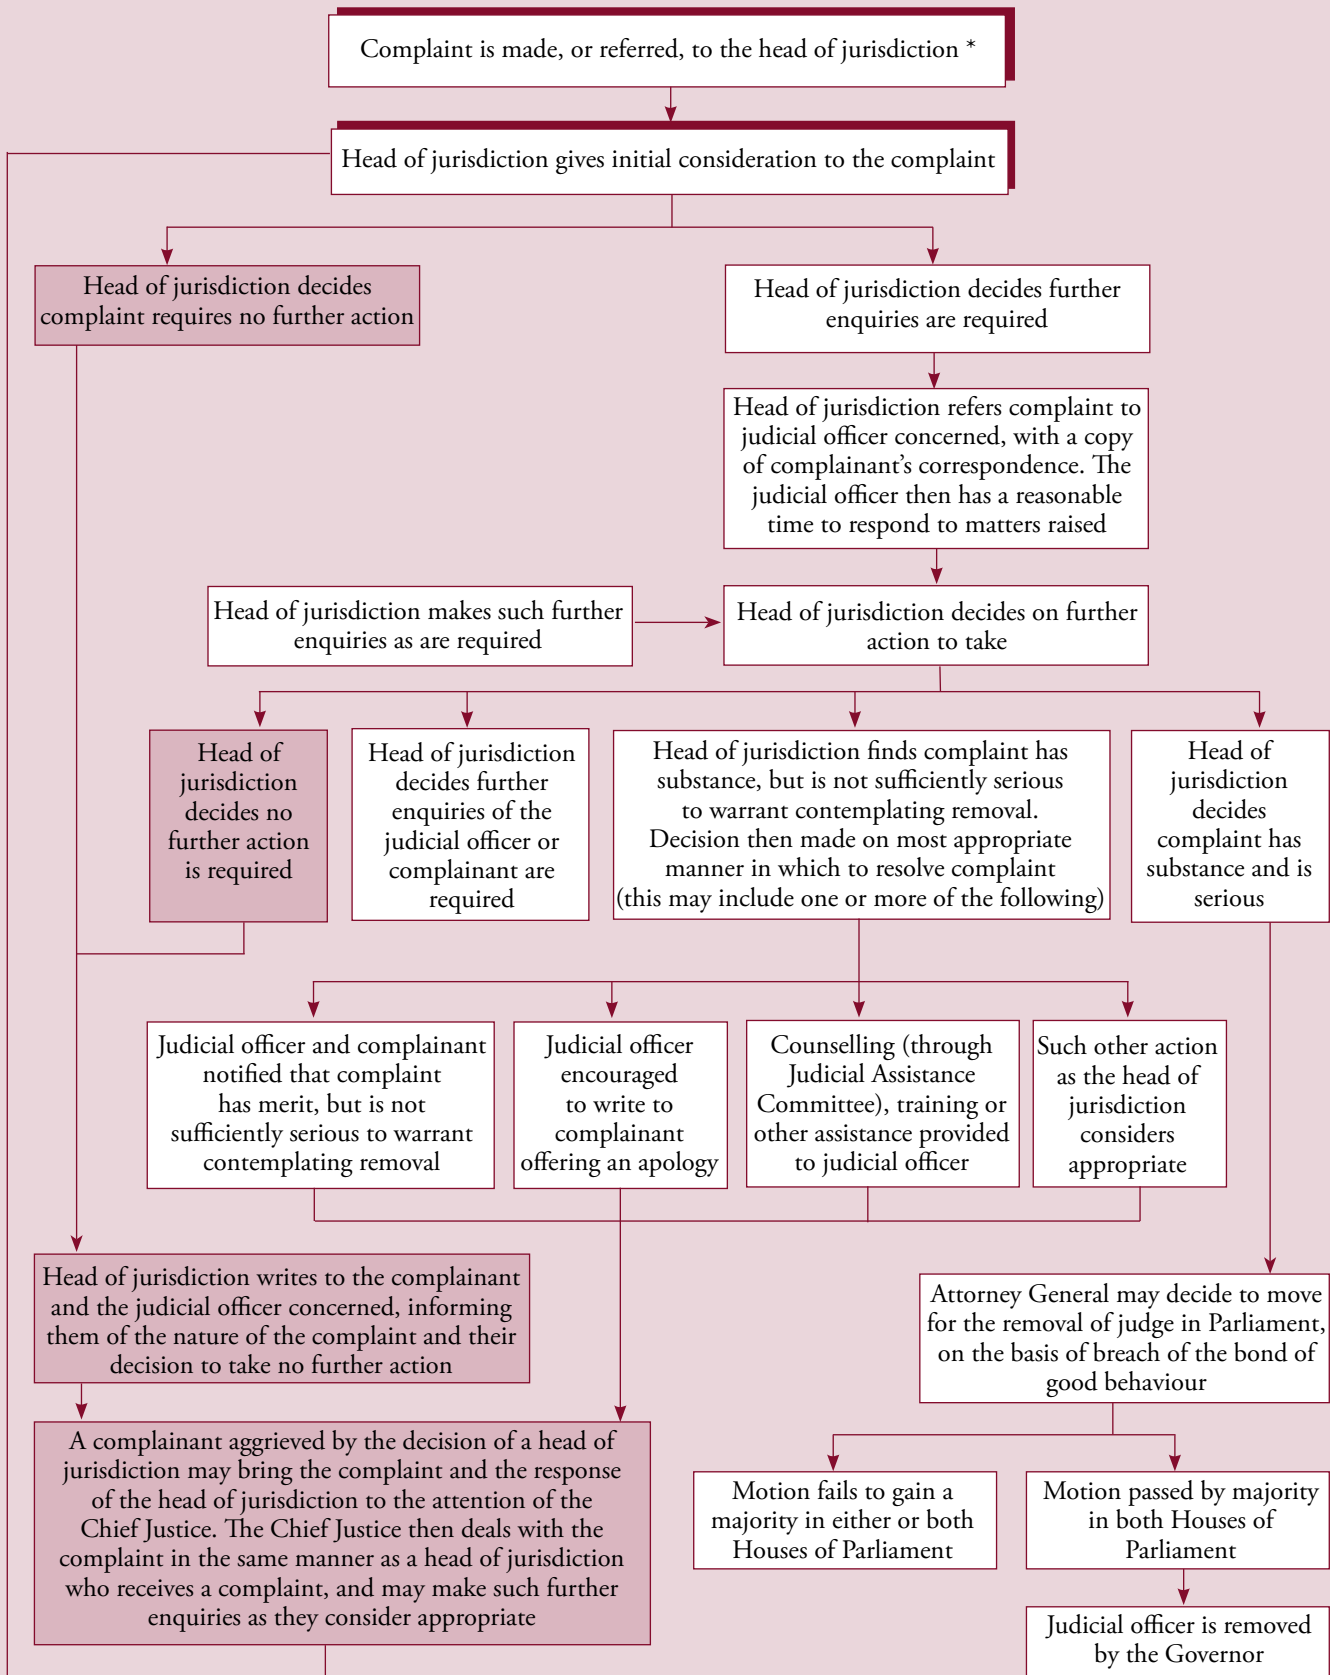 Complaint is made, or referred, to the head of jurisdiction *
Head of jurisdiction gives initial consideration to the complaint
Head of jurisdiction decides
complaint requires no further action
Head of jurisdiction decides further
enquiries are required
Head of jurisdiction refers complaint to
judicial officer concerned, with a copy
of complainant’s correspondence. The
judicial officer then has a reasonable
time to respond to matters raised
Head of jurisdiction makes such further
enquiries as are required
Head of jurisdiction decides on further
action to take
Head of
jurisdiction
decides no
further action
is required
Head of jurisdiction
decides further
enquiries of the
judicial officer or
complainant are
required
Head of jurisdiction finds complaint has
substance, but is not sufficiently serious
to warrant contemplating removal.
Decision then made on most appropriate
manner in which to resolve complaint
(this may include one or more of the following)
Head of
jurisdiction
decides
complaint has
substance and is
serious
Judicial officer and complainant
notified that complaint
has merit, but is not
sufficiently serious to warrant
contemplating removal
Judicial officer
encouraged
to write to
complainant
offering an apology
Counselling (through
Judicial Assistance
Committee), training or
other assistance provided
to judicial officer
Such other action
as the head of
jurisdiction
considers
appropriate
Head of jurisdiction writes to the complainant
and the judicial officer concerned, informing
them of the nature of the complaint and their
decision to take no further action
Attorney General may decide to move
for the removal of judge in Parliament,
on the basis of breach of the bond of
good behaviour
A complainant aggrieved by the decision of a head of
jurisdiction may bring the complaint and the response
of the head of jurisdiction to the attention of the
Chief Justice. The Chief Justice then deals with the
complaint in the same manner as a head of jurisdiction
who receives a complaint, and may make such further
enquiries as they consider appropriate
Motion fails to gain a
majority in either or both
Houses of Parliament
Motion passed by majority
in both Houses of
Parliament
Judicial officer is removed
by the Governor